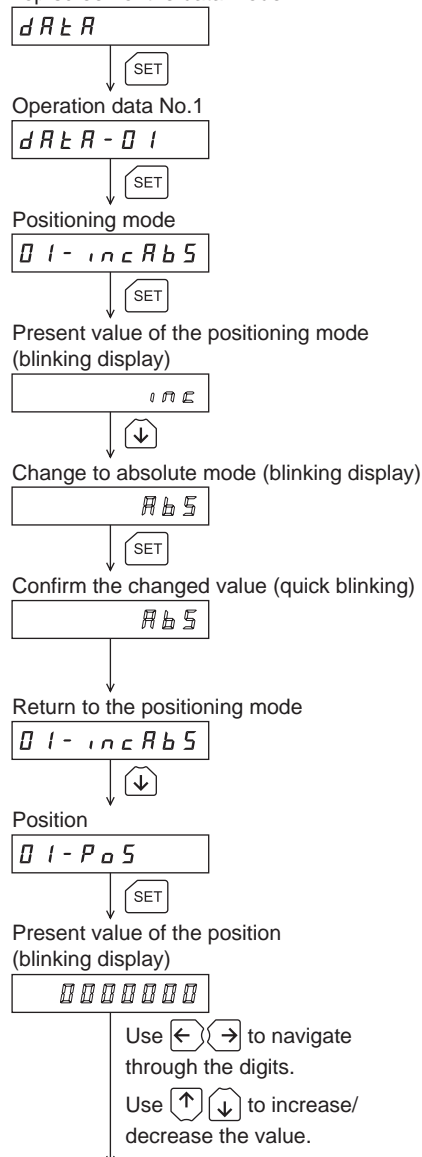 dAtA
SET
Operation data No.1
dAtA-01
SET
Positioning mode
01- incAbS
SET
Present value of the positioning mode
(blinking display)
inc
↓
Change to absolute mode (blinking display)
AbS
SET
Confirm the changed value (quick blinking)
AbS
Return to the positioning mode
01- incAbS
↓
Position
01-PoS
SET
Present value of the position
(blinking display)
0000000
Use ← → to navigate
through the digits.
Use ↑ ↓ to increase/
decrease the value.